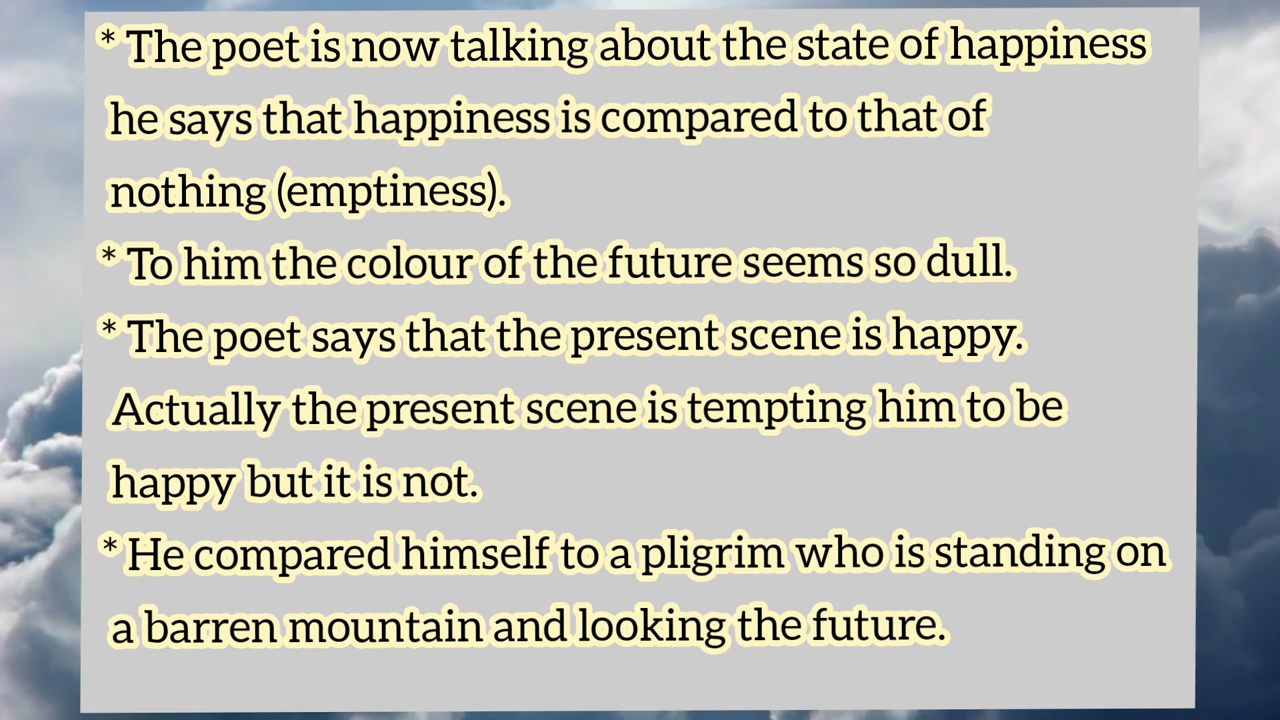 * The poet is now talking about the state of happiness
he says that happiness is compared to that of
nothing (emptiness).
* To him the colour of the future seems so dull.
* The poet says that the present scene is happy.
Actually the present scene is tempting him to be
happy but it is not.
* He compared himself to a pligrim who is standing on
a barren mountain and looking the future.